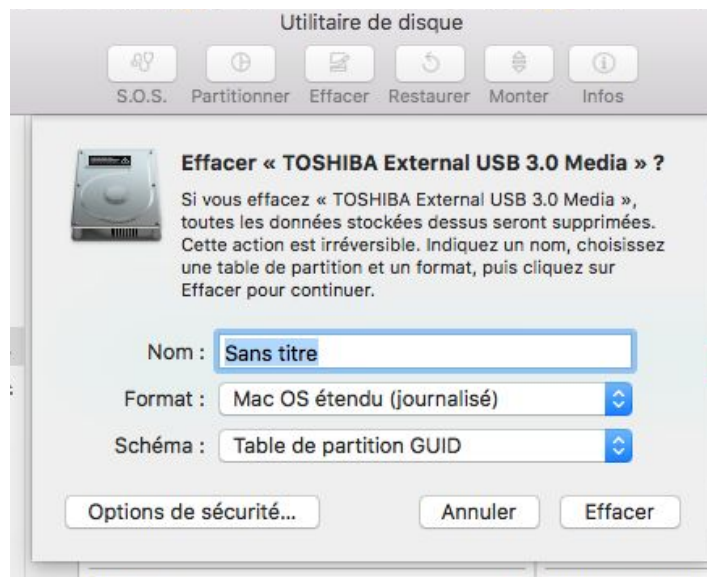 Utilitaire de disque
S.O.S. Partitionner Effacer Restaurer Monter Infos
Effacer « TOSHIBA External USB 3.0 Media » ?
Si vous effacez « TOSHIBA External USB 3.0 Media »,
toutes les données stockées dessus seront supprimées.
Cette action est irréversible. Indiquez un nom, choisissez
une table de partition et un format, puis cliquez sur
Effacer pour continuer.
Nom : Sans titre
Format : Mac OS étendu (journalisé)
Schéma : Table de partition GUID
Options de sécurité... Annuler Effacer